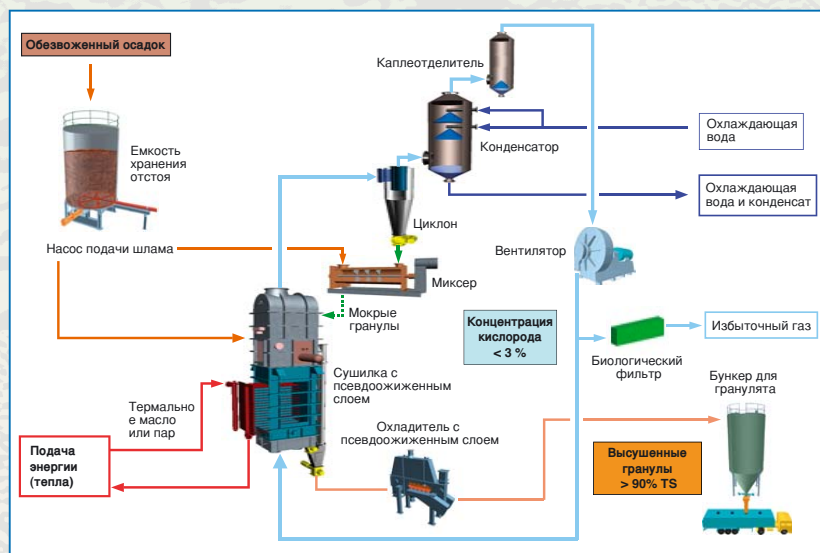 Обезвоженный осадок
Каплеотделитель
Емкость
хранения
отстоя
Конденсатор
Охлаждающая
вода
Охлаждающая
вода и конденсат
Циклон
Насос подачи шлама
Вентилятор
Миксер
Мокрые
гранулы
Концентрация
кислорода
< 3 %
Избыточный газ
Биологический
фильтр
Сушилка с
псевдоожиженным
слоем
Бункер для
гранулята
Термально
е масло
или пар
Охладитель с
псевдоожиженным слоем
Подача
энергии
(тепла)
Высушенные
гранулы
> 90% TS